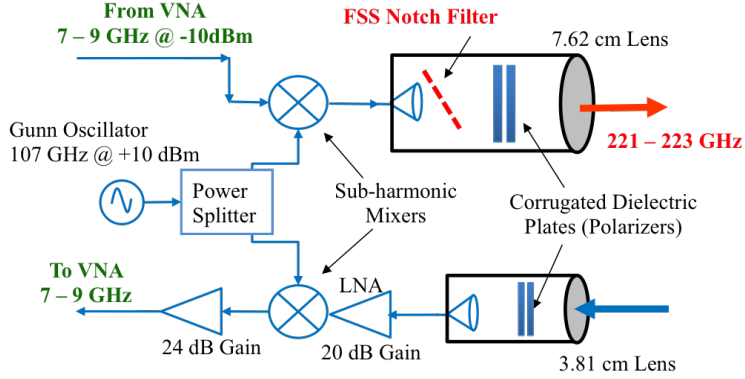 From VNA
7 – 9 GHz @ -10dBm
FSS Notch Filter
7.62 cm Lens
Gunn Oscillator
107 GHz @ +10 dBm
221 – 223 GHz
Power
Splitter
Sub-harmonic
Mixers
Corrugated Dielectric
Plates (Polarizers)
To VNA
7 – 9 GHz
LNA
24 dB Gain
20 dB Gain
3.81 cm Lens